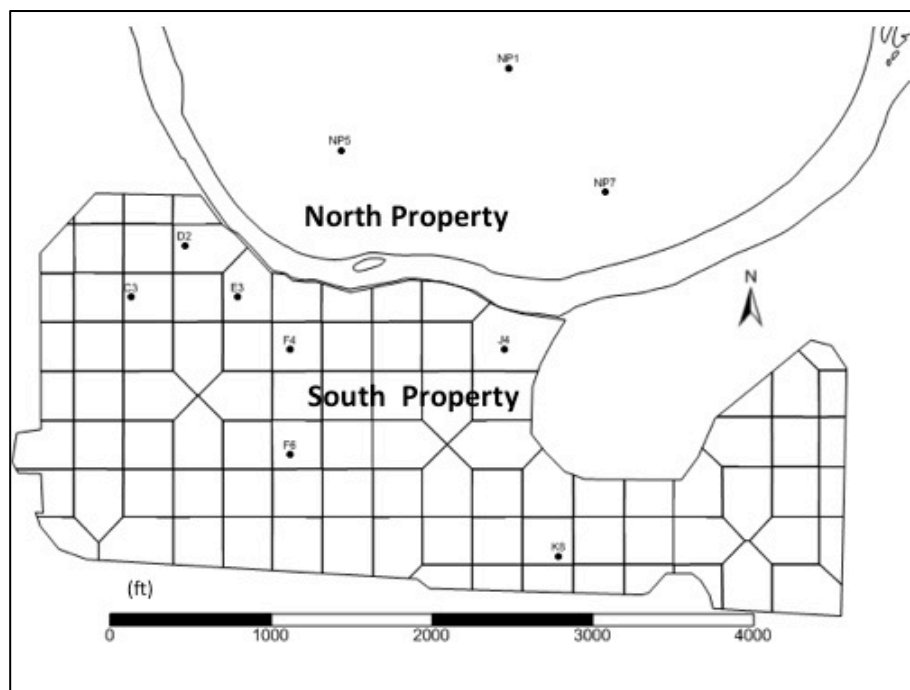 NP1
NP5
NP7
North Property
D2
N
C3
E3
F4
J4
South Property
F6
K8
(ft)
0 1000 2000 3000 4000